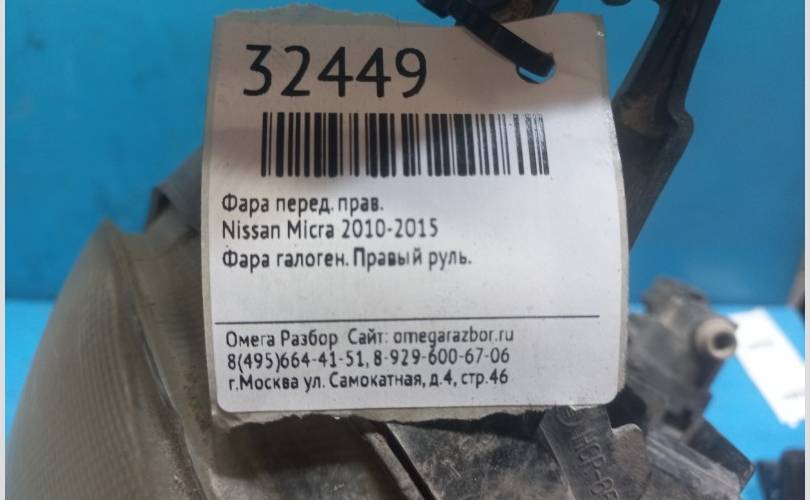 32449
Фара перед. прав.
Nissan Micra 2010-2015
Фара галоген. Правый руль.
Омега Разбор Сайт: omegarazbor.ru
8(495)664-41-51, 8-929-600-67-06
г.Москва ул. Самокатная, д.4, стр.46